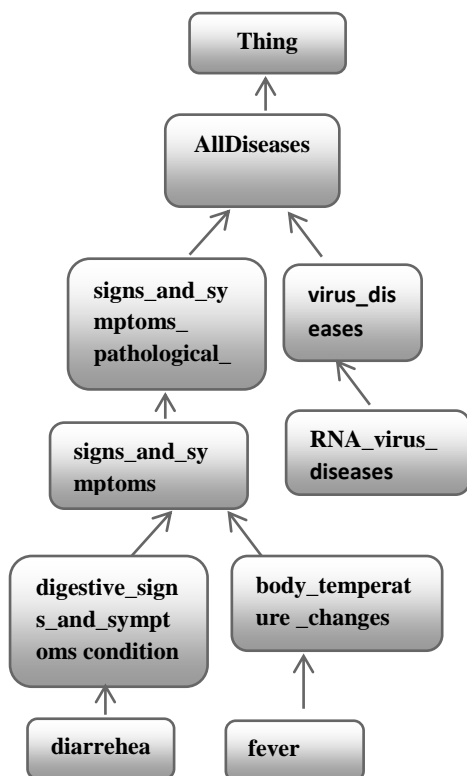 Thing
AllDiseases
signs_and_sy
mptoms_
pathological_
virus_dis
eases
signs_and_sy
mptoms
RNA_virus_
diseases
digestive_sign
s_and_sympt
oms condition
body_temperat
ure _changes
diarrehea
fever